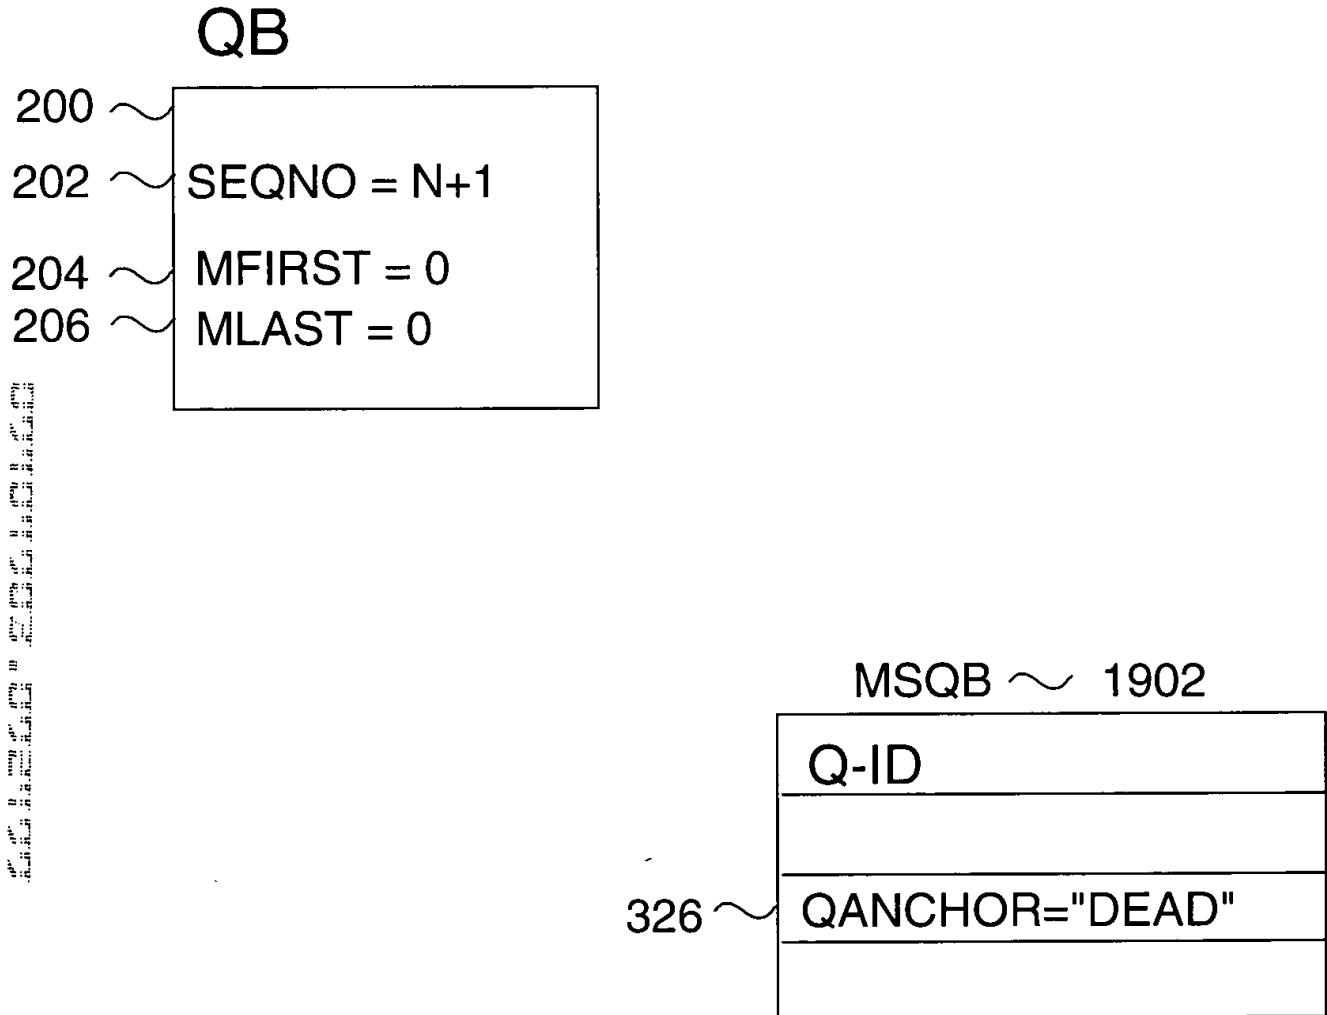 QB
200
202 SEQNO = N+1
204 MFIRST = 0
206 MLAST = 0
MSQB 1902
Q-ID
326 QANCHOR="DEAD"